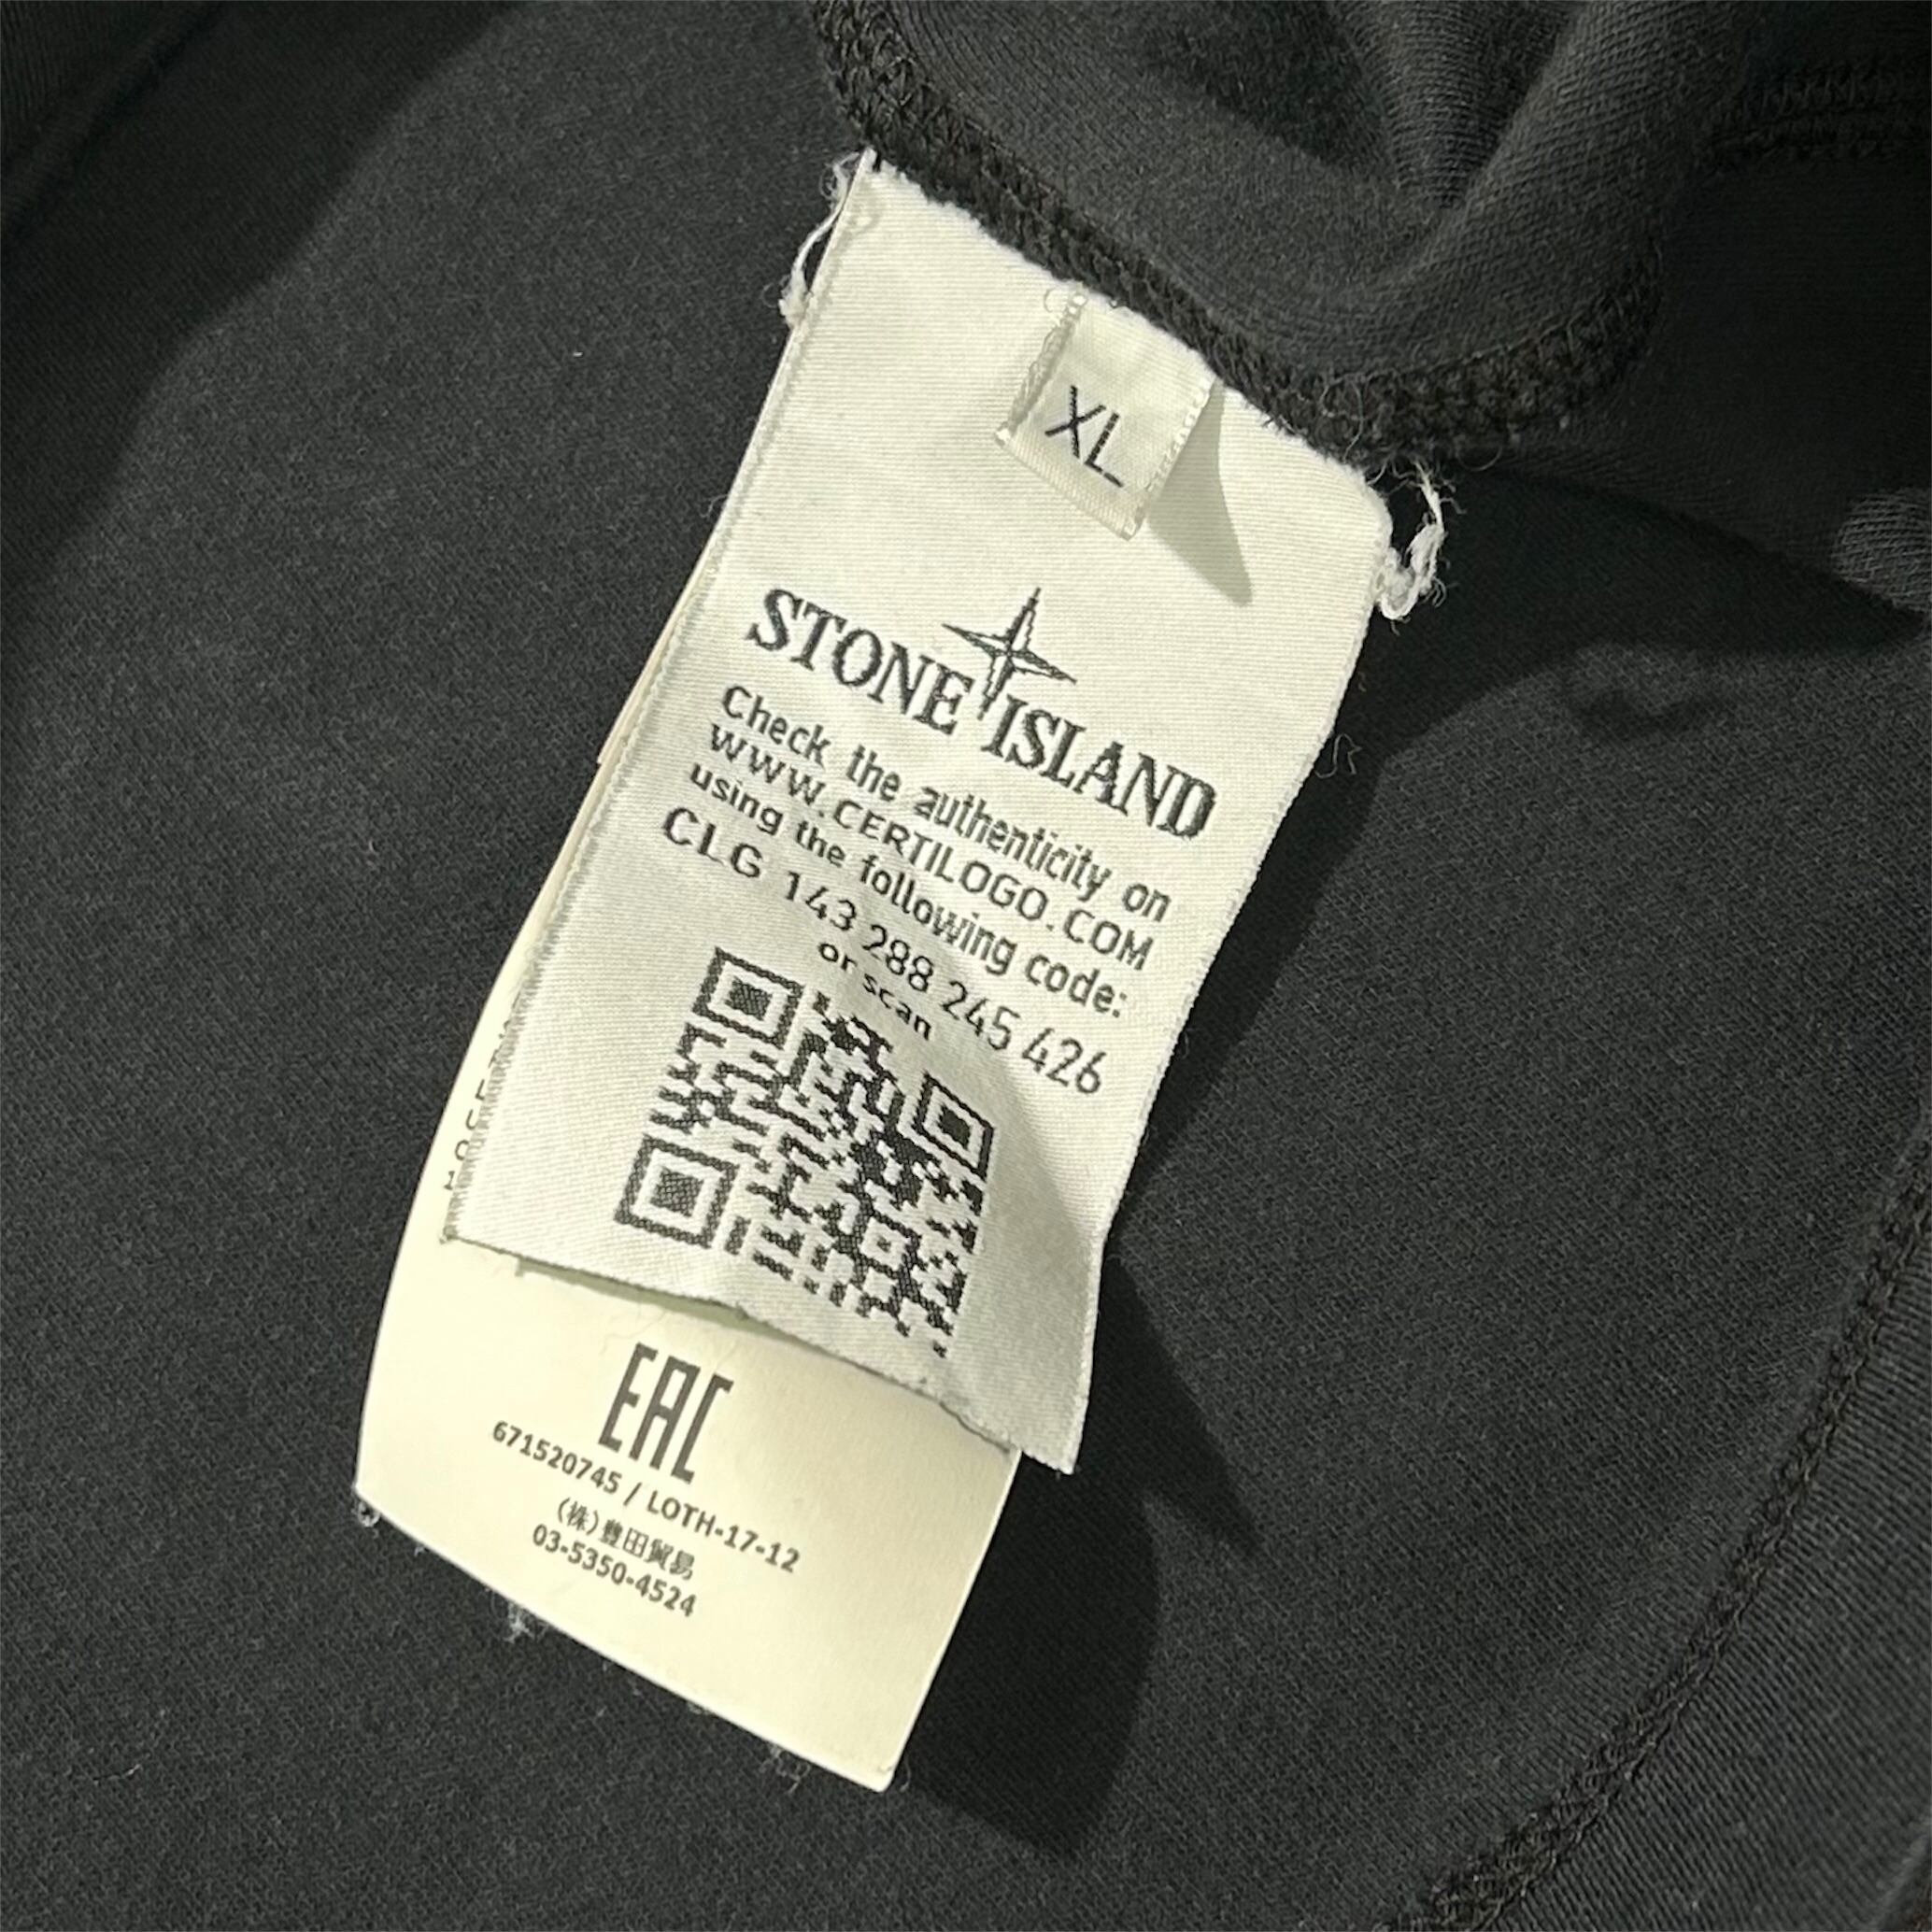 XL
STONE ISLAND
Check the authenticity on
WWW.CERTILOGO.COM
using the following code:
CLG 143 288 245 426
or scan
EAC
671520745 / LOTH-17-12
(株)豊田貿易
03-5350-4524